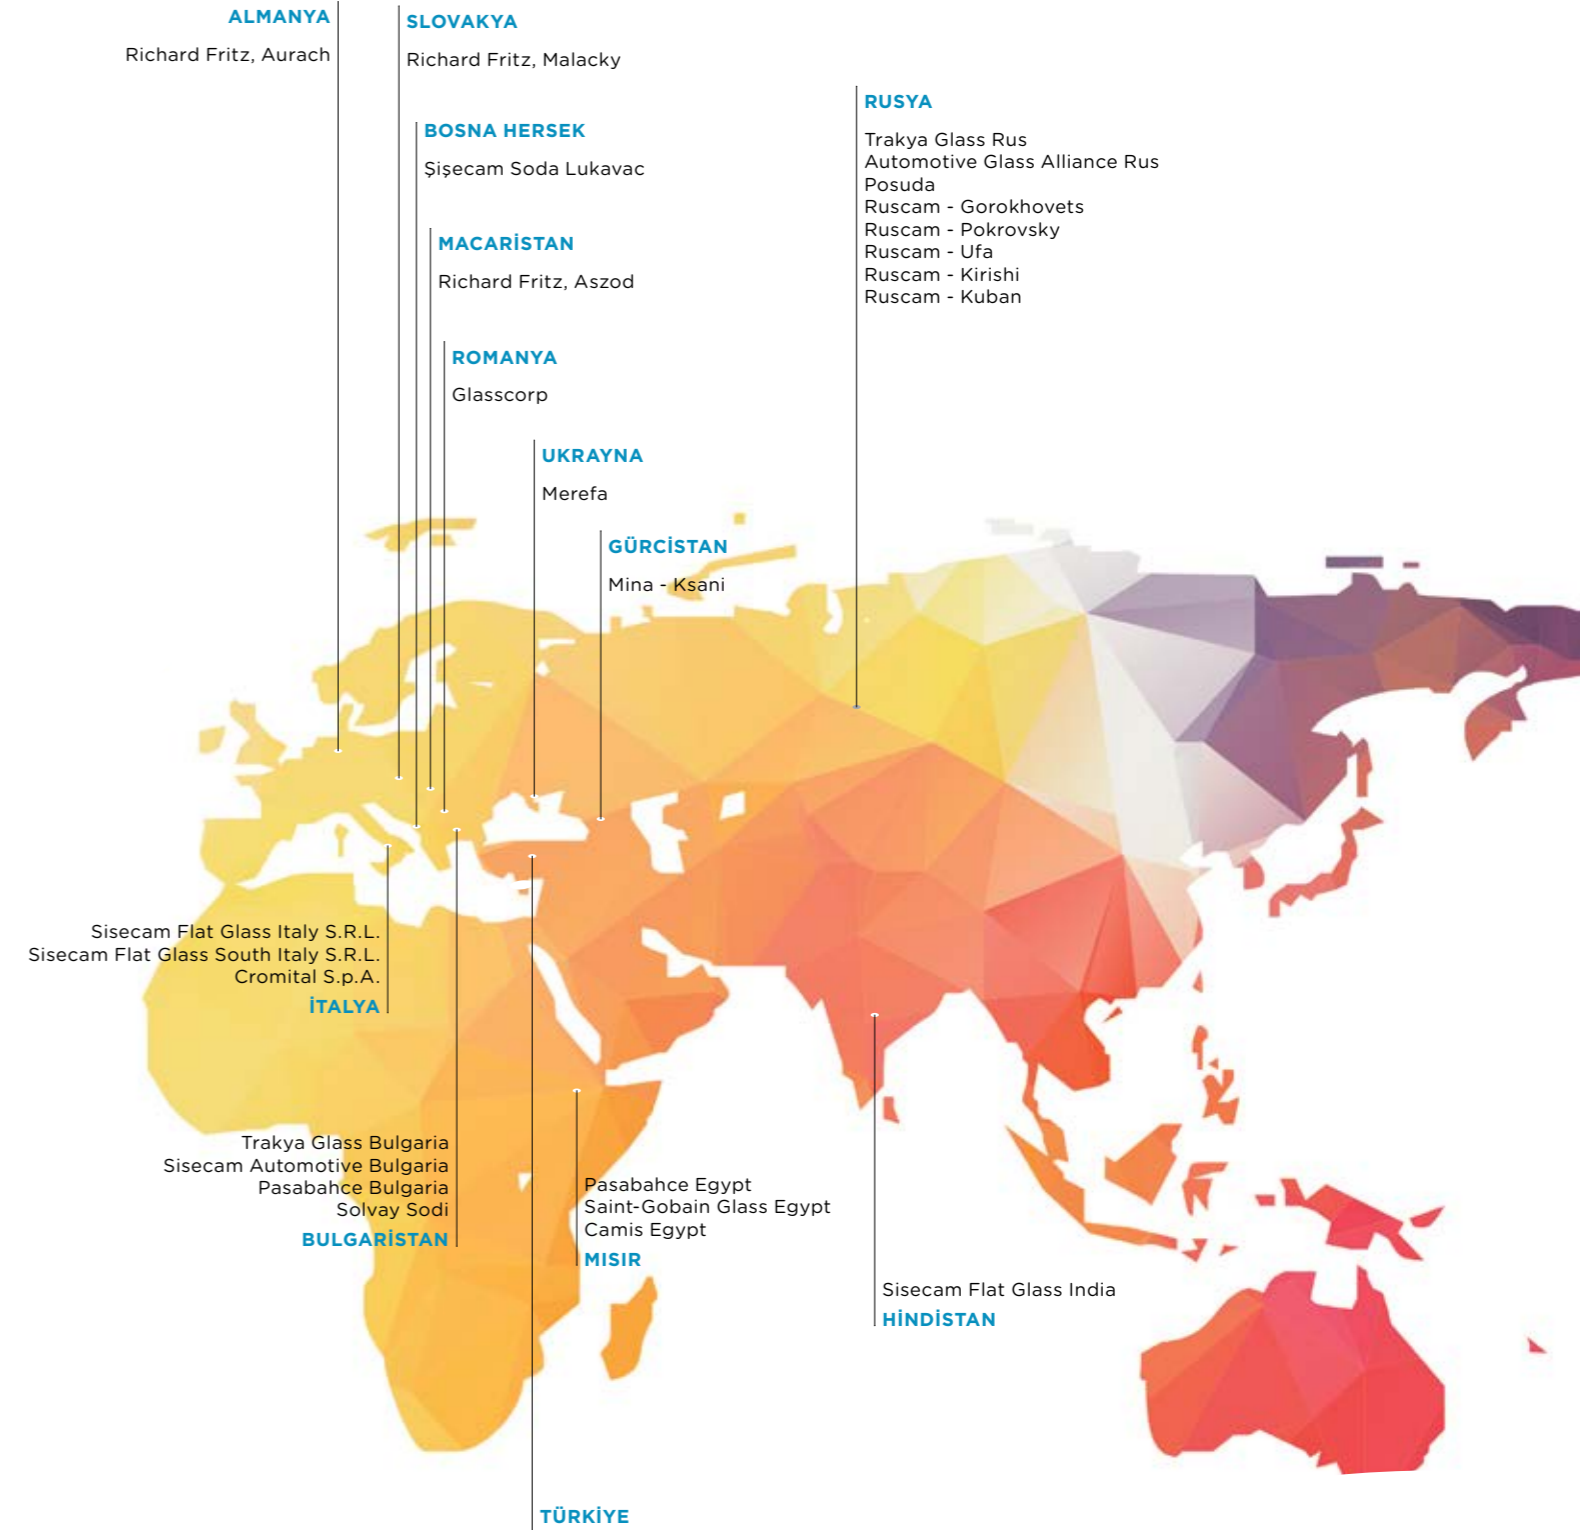 ALMANYA
Richard Fritz, Aurach
SLOVAKYA
Richard Fritz, Malacky
BOSNA HERSEK
Şişecam Soda Lukavac
MACARİSTAN
Richard Fritz, Aszod
ROMANYA
Glasscorp
UKRAYNA
Merefa
GÜRCİSTAN
Mina - Ksani
RUSYA
Trakya Glass Rus
Automotive Glass Alliance Rus
Posuda
Ruscam - Gorokhovets
Ruscam - Pokrovsky
Ruscam - Ufa
Ruscam - Kirishi
Ruscam - Kuban
Sisecam Flat Glass Italy S.R.L.
Sisecam Flat Glass South Italy S.R.L.
Cromital S.p.A.
İTALYA
Trakya Glass Bulgaria
Sisecam Automotive Bulgaria
Pasabahce Bulgaria
Solvay Sodi
BULGARİSTAN
Pasabahce Egypt
Saint-Gobain Glass Egypt
Camis Egypt
MISIR
Sisecam Flat Glass India
HİNDİSTAN
TÜRKİYE